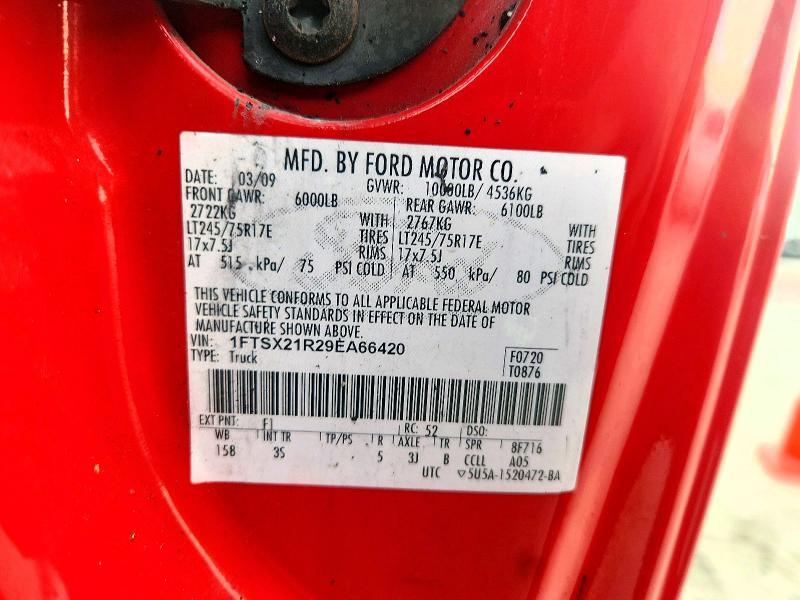 MFD. BY FORD MOTOR CO.
DATE: 03/09 GVWR: 10000LB/ 4536KG
FRONT GAWR: 6000LB REAR GAWR: 6100LB
2722KG WITH 2767KG WITH
LT245/75R17E TIRES LT245/75R17E TIRES
17x7.5J RIMS 17x7.5J RIMS
AT 515 kPa/ 75 PSI COLD AT 550 kPa/ 80 PSI COLD
THIS VEHICLE CONFORMS TO ALL APPLICABLE FEDERAL MOTOR
VEHICLE SAFETY STANDARDS IN EFFECT ON THE DATE OF
MANUFACTURE SHOWN ABOVE.
VIN: 1FTSX21R29EA66420
TYPE: Truck
F0720
T0876
EXT PNT: F1 RC: 52 DSO:
WB INT TR TP/PS R AXLE TR SPR 8F716
158 3S 5 3J B CCLL A05
UTC ▽5U5A-1520472-BA